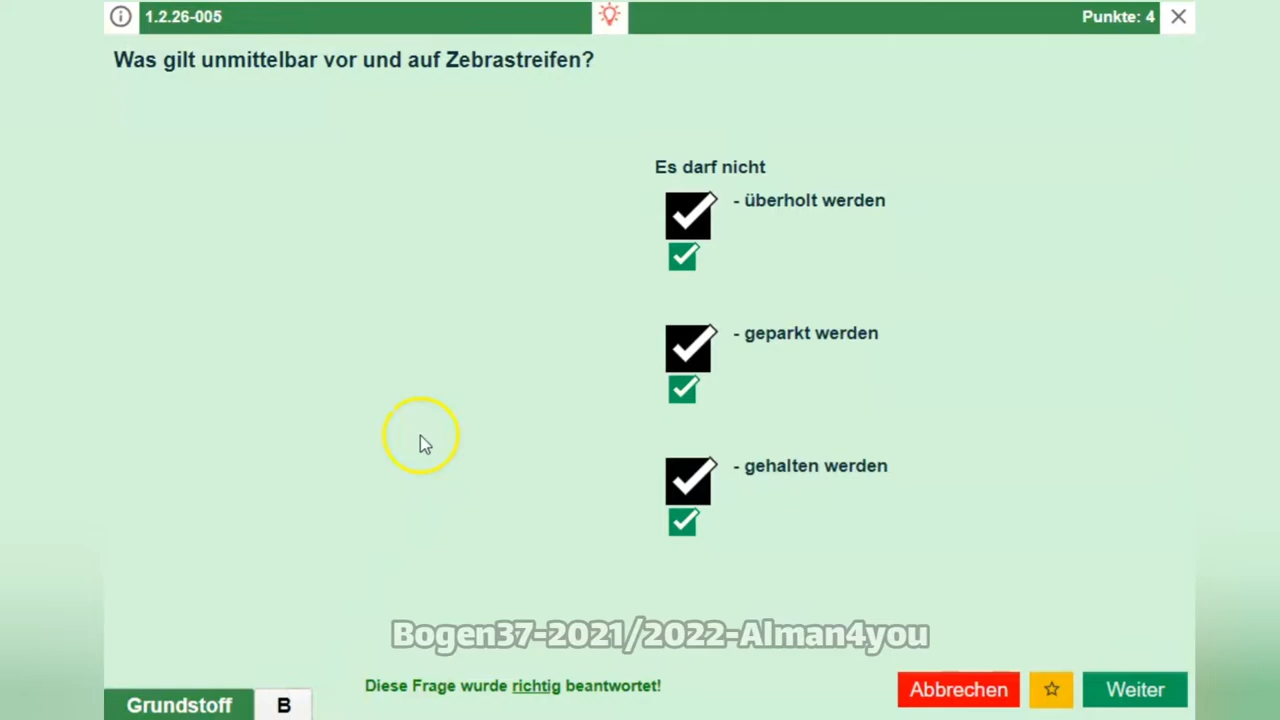 1.2.26-005
Punkte: 4
Was gilt unmittelbar vor und auf Zebrastreifen?
Es darf nicht
- überholt werden
- geparkt werden
- gehalten werden
Bogen37-2021/2022-Alman4you
Diese Frage wurde richtig beantwortet!
Abbrechen
Weiter
Grundstoff
B